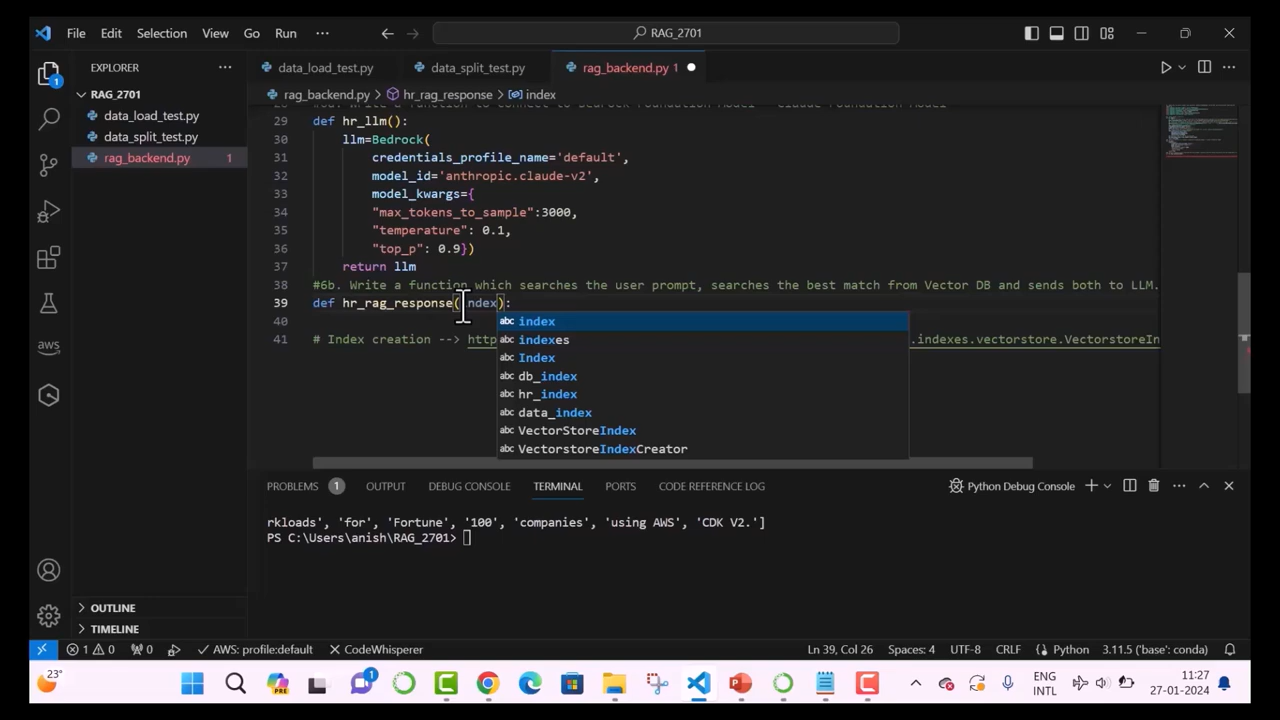 File Edit Selection View Go Run ··· RAG_2701
EXPLORER ··· data_load_test.py data_split_test.py rag_backend.py 1
RAG_2701
rag_backend.py > hr_rag_response > index
data_load_test.py
data_split_test.py
rag_backend.py 1
29 def hr_llm():
30 llm=Bedrock(
31 credentials_profile_name='default',
32 model_id='anthropic.claude-v2',
33 model_kwargs={
34 "max_tokens_to_sample":3000,
35 "temperature": 0.1,
36 "top_p": 0.9})
37 return llm
38 #6b. Write a function which searches the user prompt, searches the best match from Vector DB and sends both to LLM.
39 def hr_rag_response(index):
40
41 # Index creation --> http .indexes.vectorstore.VectorstoreIn
index
indexes
Index
db_index
hr_index
data_index
VectorStoreIndex
VectorstoreIndexCreator
PROBLEMS 1 OUTPUT DEBUG CONSOLE TERMINAL PORTS CODE REFERENCE LOG Python Debug Console
rkloads', 'for', 'Fortune', '100', 'companies', 'using AWS', 'CDK V2.']
PS C:\Users\anish\RAG_2701>
aws
1
OUTLINE
TIMELINE
1 0 0 AWS: profile:default CodeWhisperer Ln 39, Col 26 Spaces: 4 UTF-8 CRLF Python 3.11.5 ('base': conda)
23° PRE 1 ENG INTL 11:27 27-01-2024